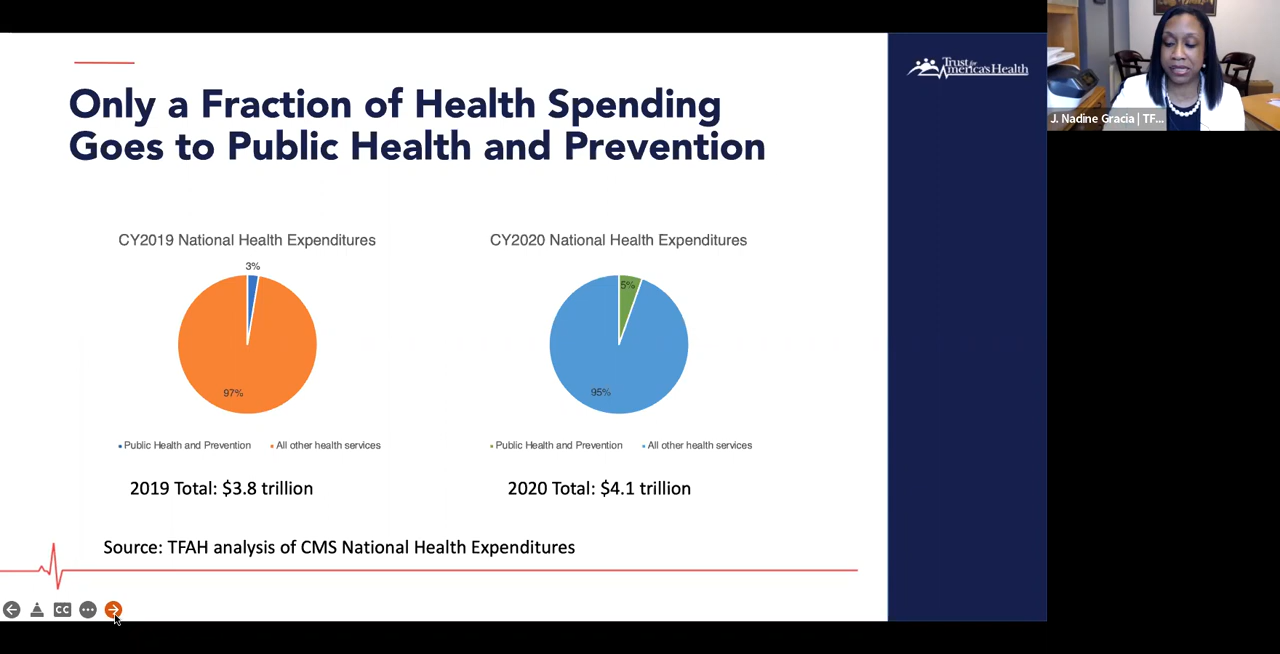 Only a Fraction of Health Spending
Goes to Public Health and Prevention
Trust for
America's Health
J. Nadine Gracia | TF...
CY2019 National Health Expenditures
3%
97%
Public Health and Prevention
All other health services
2019 Total: $3.8 trillion
CY2020 National Health Expenditures
5%
95%
Public Health and Prevention
All other health services
2020 Total: $4.1 trillion
Source: TFAH analysis of CMS National Health Expenditures
CC